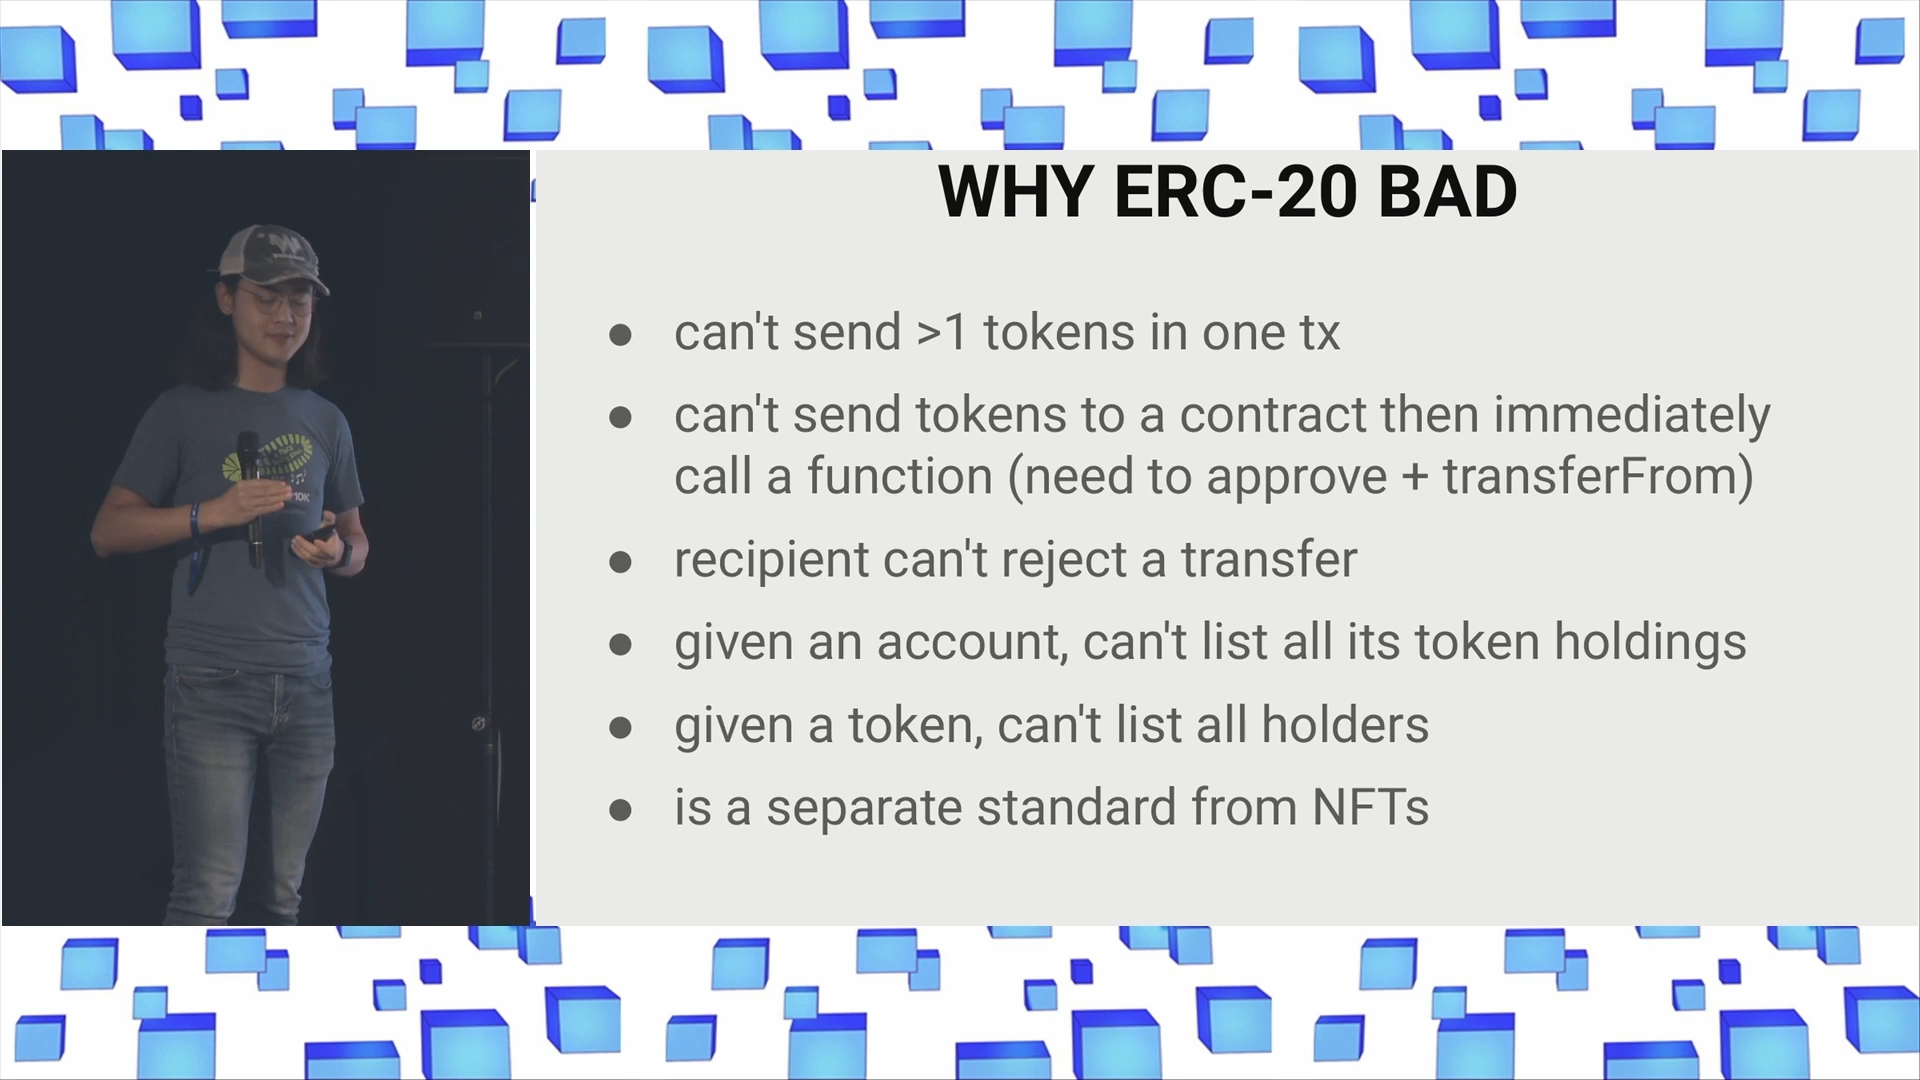 WHY ERC-20 BAD
● can't send >1 tokens in one tx
● can't send tokens to a contract then immediately
call a function (need to approve + transferFrom)
● recipient can't reject a transfer
● given an account, can't list all its token holdings
● given a token, can't list all holders
● is a separate standard from NFTs
W
10K